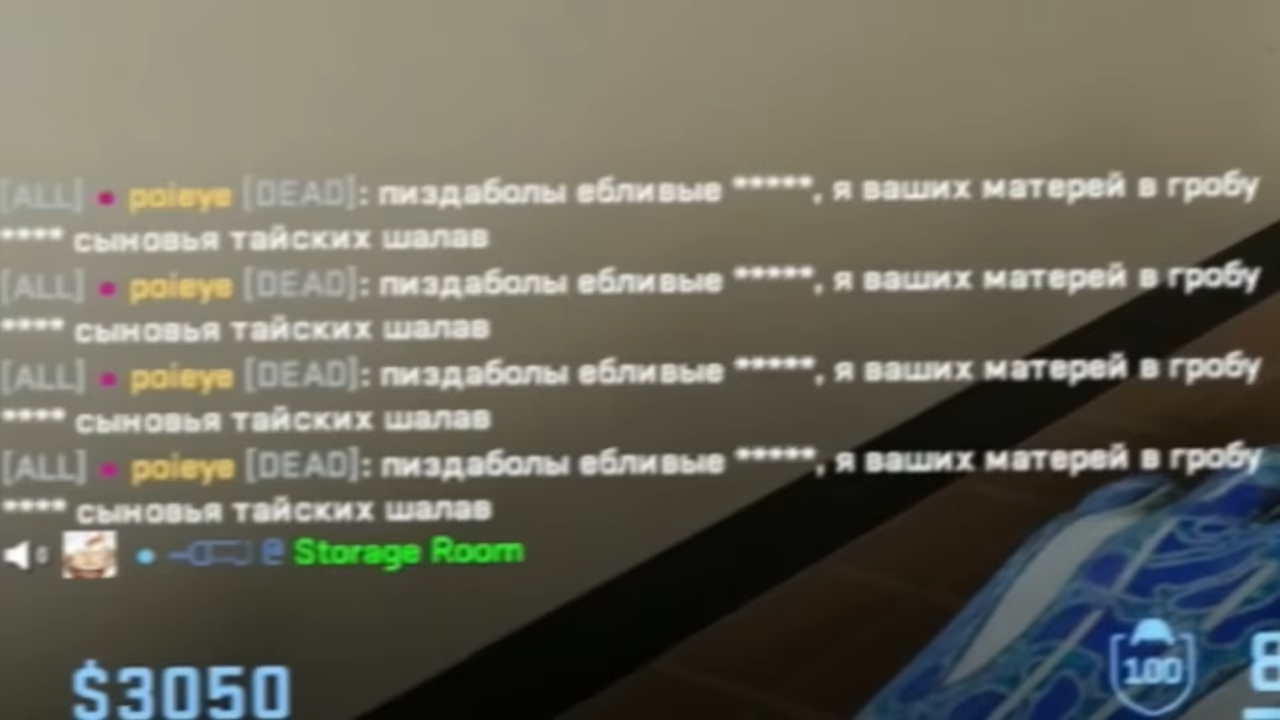 [ALL] • poieye [DEAD]: пиздаболы ебливые *****, я ваших матерей в гробу
**** сыновья тайских шалав
[ALL] • poieye [DEAD]: пиздаболы ебливые *****, я ваших матерей в гробу
**** сыновья тайских шалав
[ALL] • poieye [DEAD]: пиздаболы ебливые *****, я ваших матерей в гробу
**** сыновья тайских шалав
[ALL] • poieye [DEAD]: пиздаболы ебливые *****, я ваших матерей в гробу
**** сыновья тайских шалав
@ Storage Room
$3050
100
8